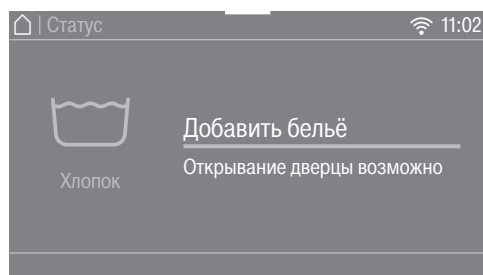 | Статус 11:02
Добавить бельё
Открывание дверцы возможно
Хлопок